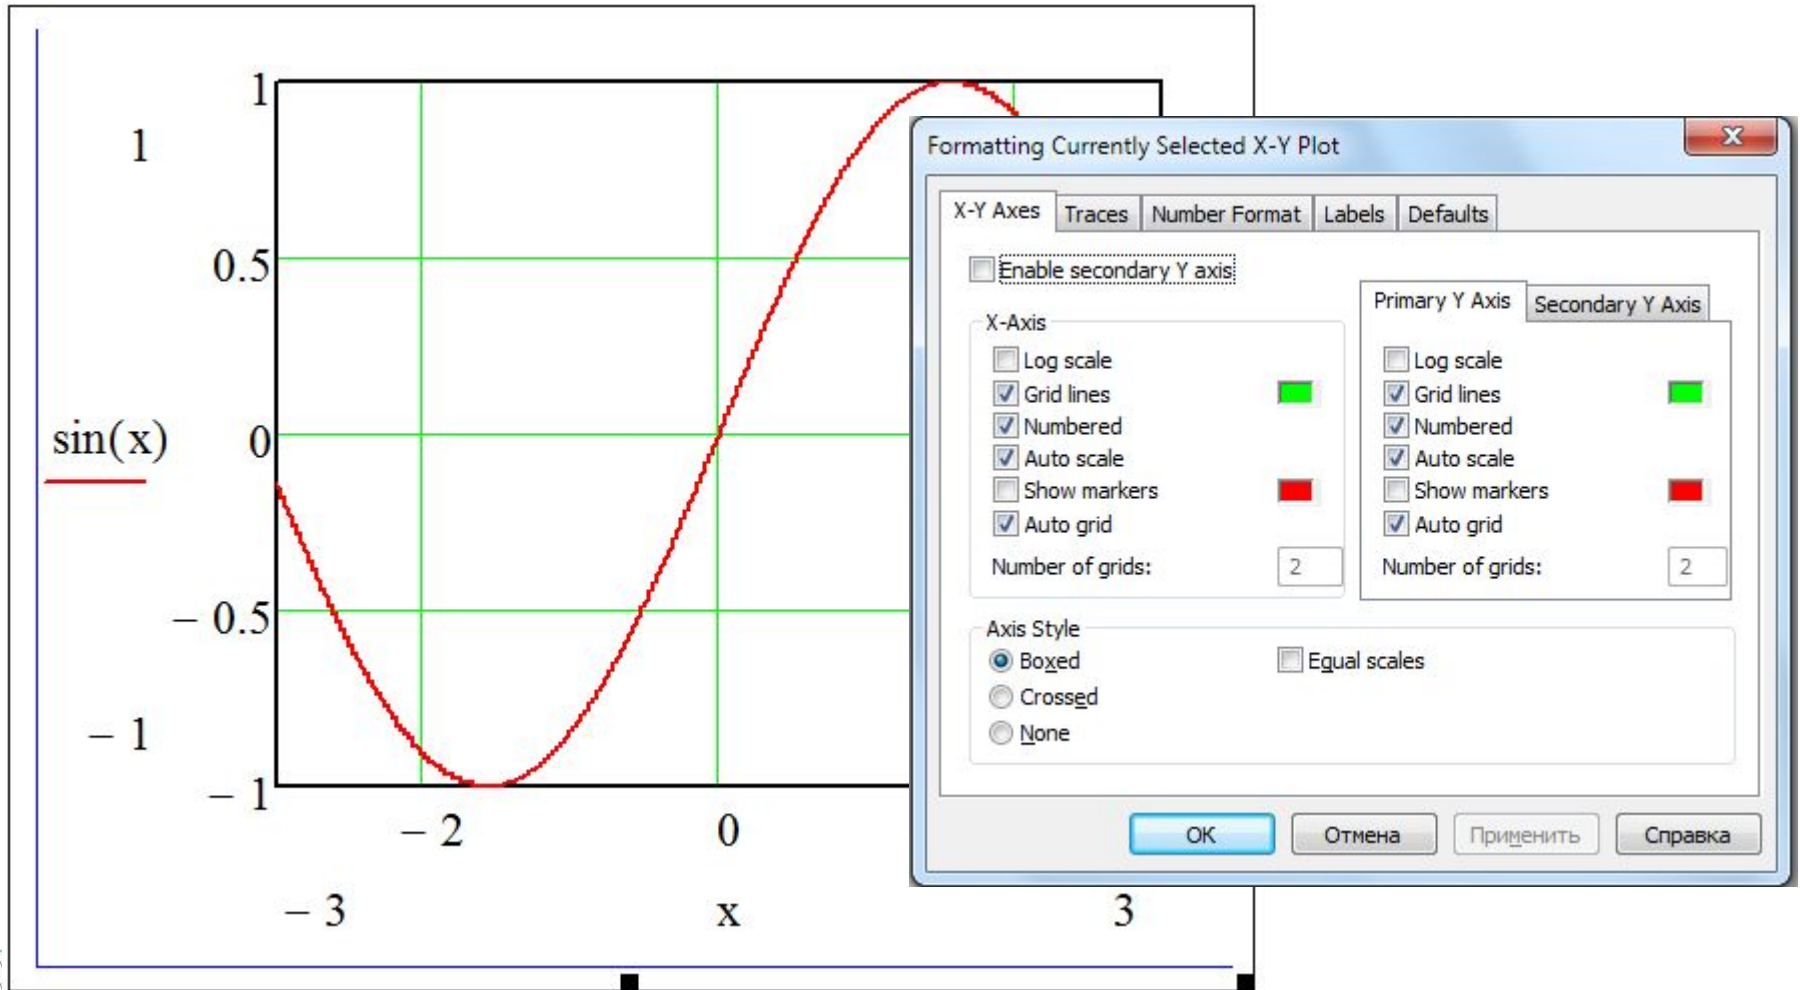 1
1
0.5
sin(x)
0
– 0.5
– 1
– 1
– 2
0
– 3
x
3
Formatting Currently Selected X-Y Plot
X-Y Axes
Traces
Number Format
Labels
Defaults
Enable secondary Y axis
X-Axis
Log scale
Grid lines
Numbered
Auto scale
Show markers
Auto grid
Number of grids:
2
Primary Y Axis
Secondary Y Axis
Log scale
Grid lines
Numbered
Auto scale
Show markers
Auto grid
Number of grids:
2
Axis Style
Boxed
Crossed
None
Equal scales
OK
Отмена
Применить
Справка